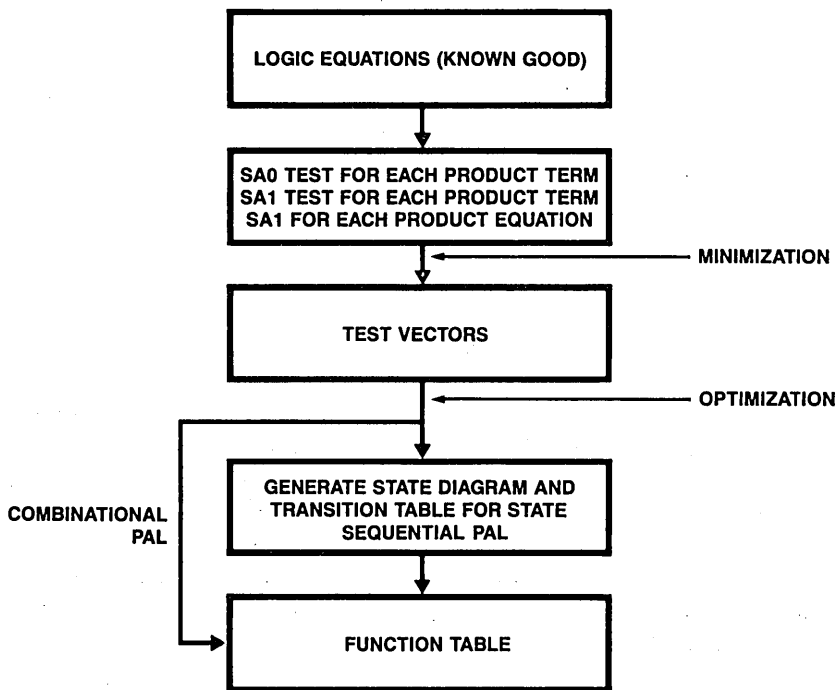 LOGIC EQUATIONS (KNOWN GOOD)
SA0 TEST FOR EACH PRODUCT TERM
SA1 TEST FOR EACH PRODUCT TERM
SA1 FOR EACH PRODUCT EQUATION
MINIMIZATION
TEST VECTORS
OPTIMIZATION
COMBINATIONAL
PAL
GENERATE STATE DIAGRAM AND
TRANSITION TABLE FOR STATE
SEQUENTIAL PAL
FUNCTION TABLE